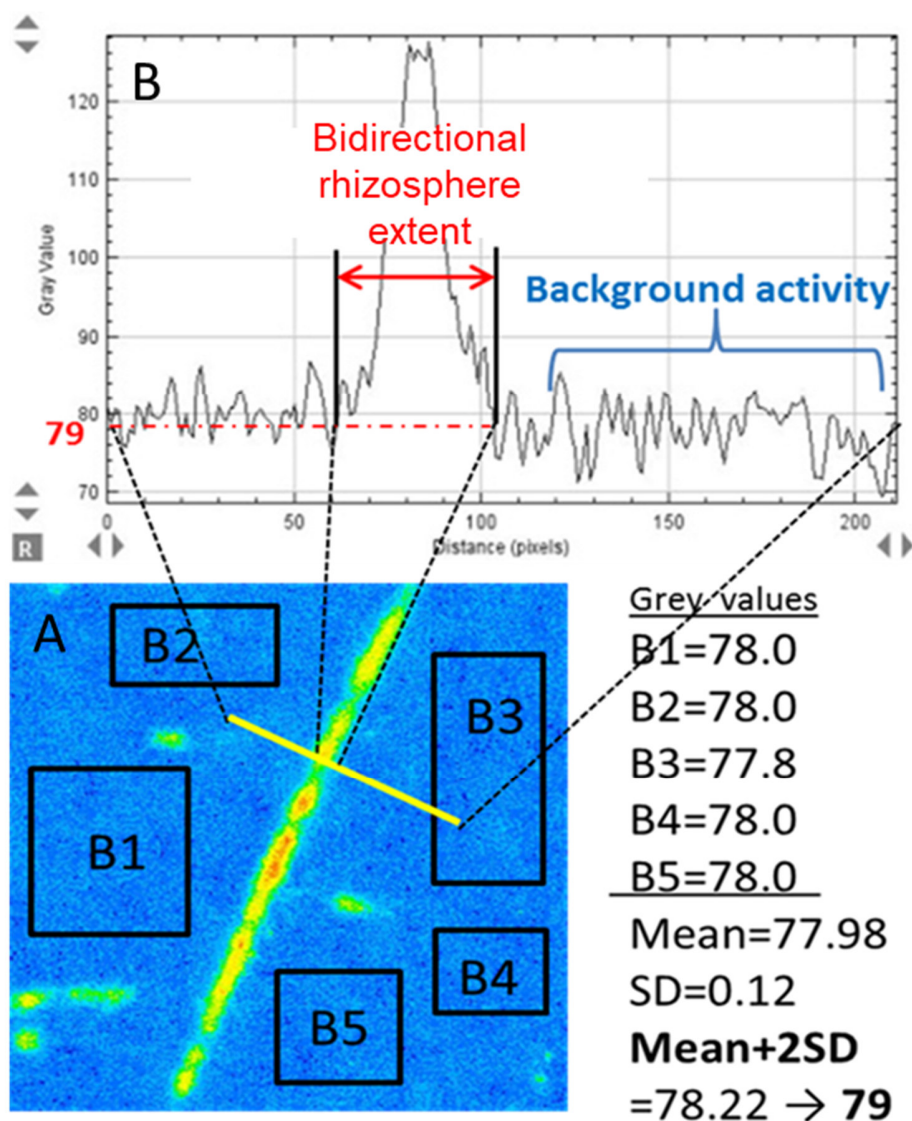 B
120
110
100
90
80
79
70
Gray Value
Bidirectional
rhizosphere
extent
Background activity
0
50
100
150
200
R
Distance (pixels)
A
B2
B3
B1
B4
B5
Grey values
B1=78.0
B2=78.0
B3=77.8
B4=78.0
B5=78.0
Mean=77.98
SD=0.12
Mean+2SD
=78.22 → 79